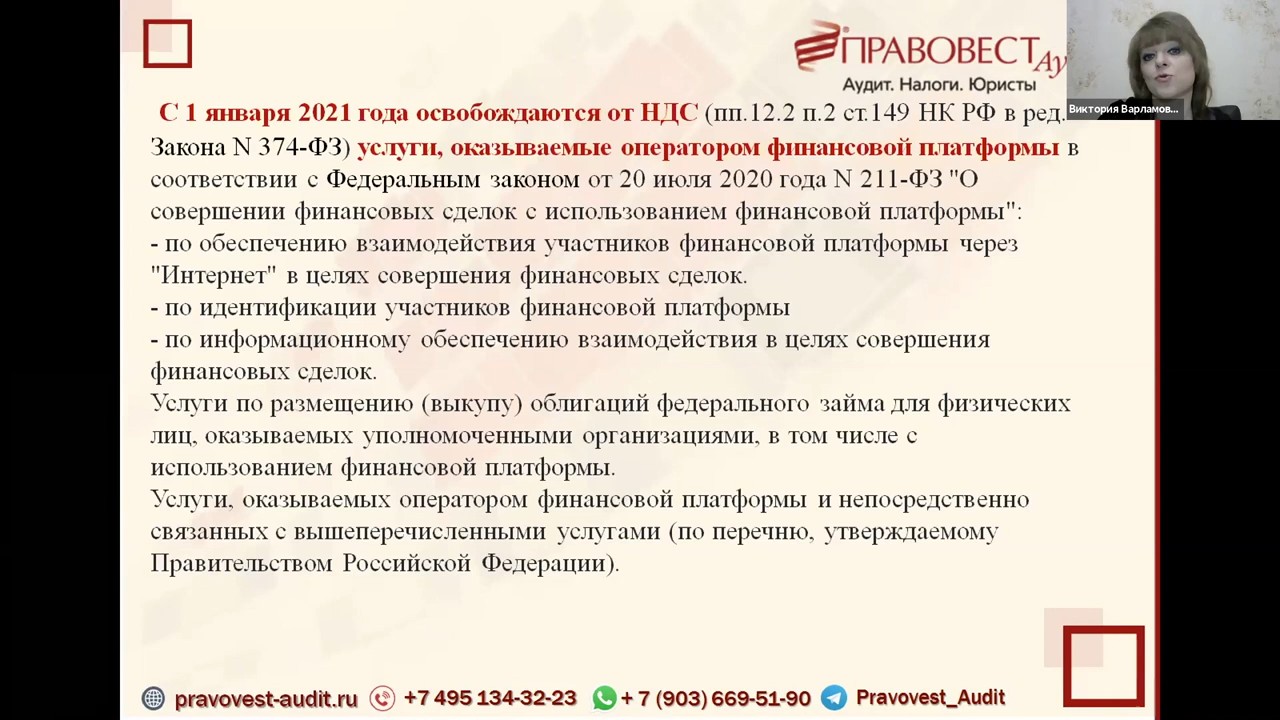 ПРАВОВЕСТ Ау
Аудит. Налоги. Юристы
Виктория Варламов...
С 1 января 2021 года освобождаются от НДС (пп.12.2 п.2 ст.149 НК РФ в ред.
Закона N 374-ФЗ) услуги, оказываемые оператором финансовой платформы в
соответствии с Федеральным законом от 20 июля 2020 года N 211-ФЗ "О
совершении финансовых сделок с использованием финансовой платформы":
- по обеспечению взаимодействия участников финансовой платформы через
"Интернет" в целях совершения финансовых сделок.
- по идентификации участников финансовой платформы
- по информационному обеспечению взаимодействия в целях совершения
финансовых сделок.
Услуги по размещению (выкупу) облигаций федерального займа для физических
лиц, оказываемых уполномоченными организациями, в том числе с
использованием финансовой платформы.
Услуги, оказываемых оператором финансовой платформы и непосредственно
связанных с вышеперечисленными услугами (по перечню, утверждаемому
Правительством Российской Федерации).
pravovest-audit.ru +7 495 134-32-23 + 7 (903) 669-51-90 Pravovest_Audit